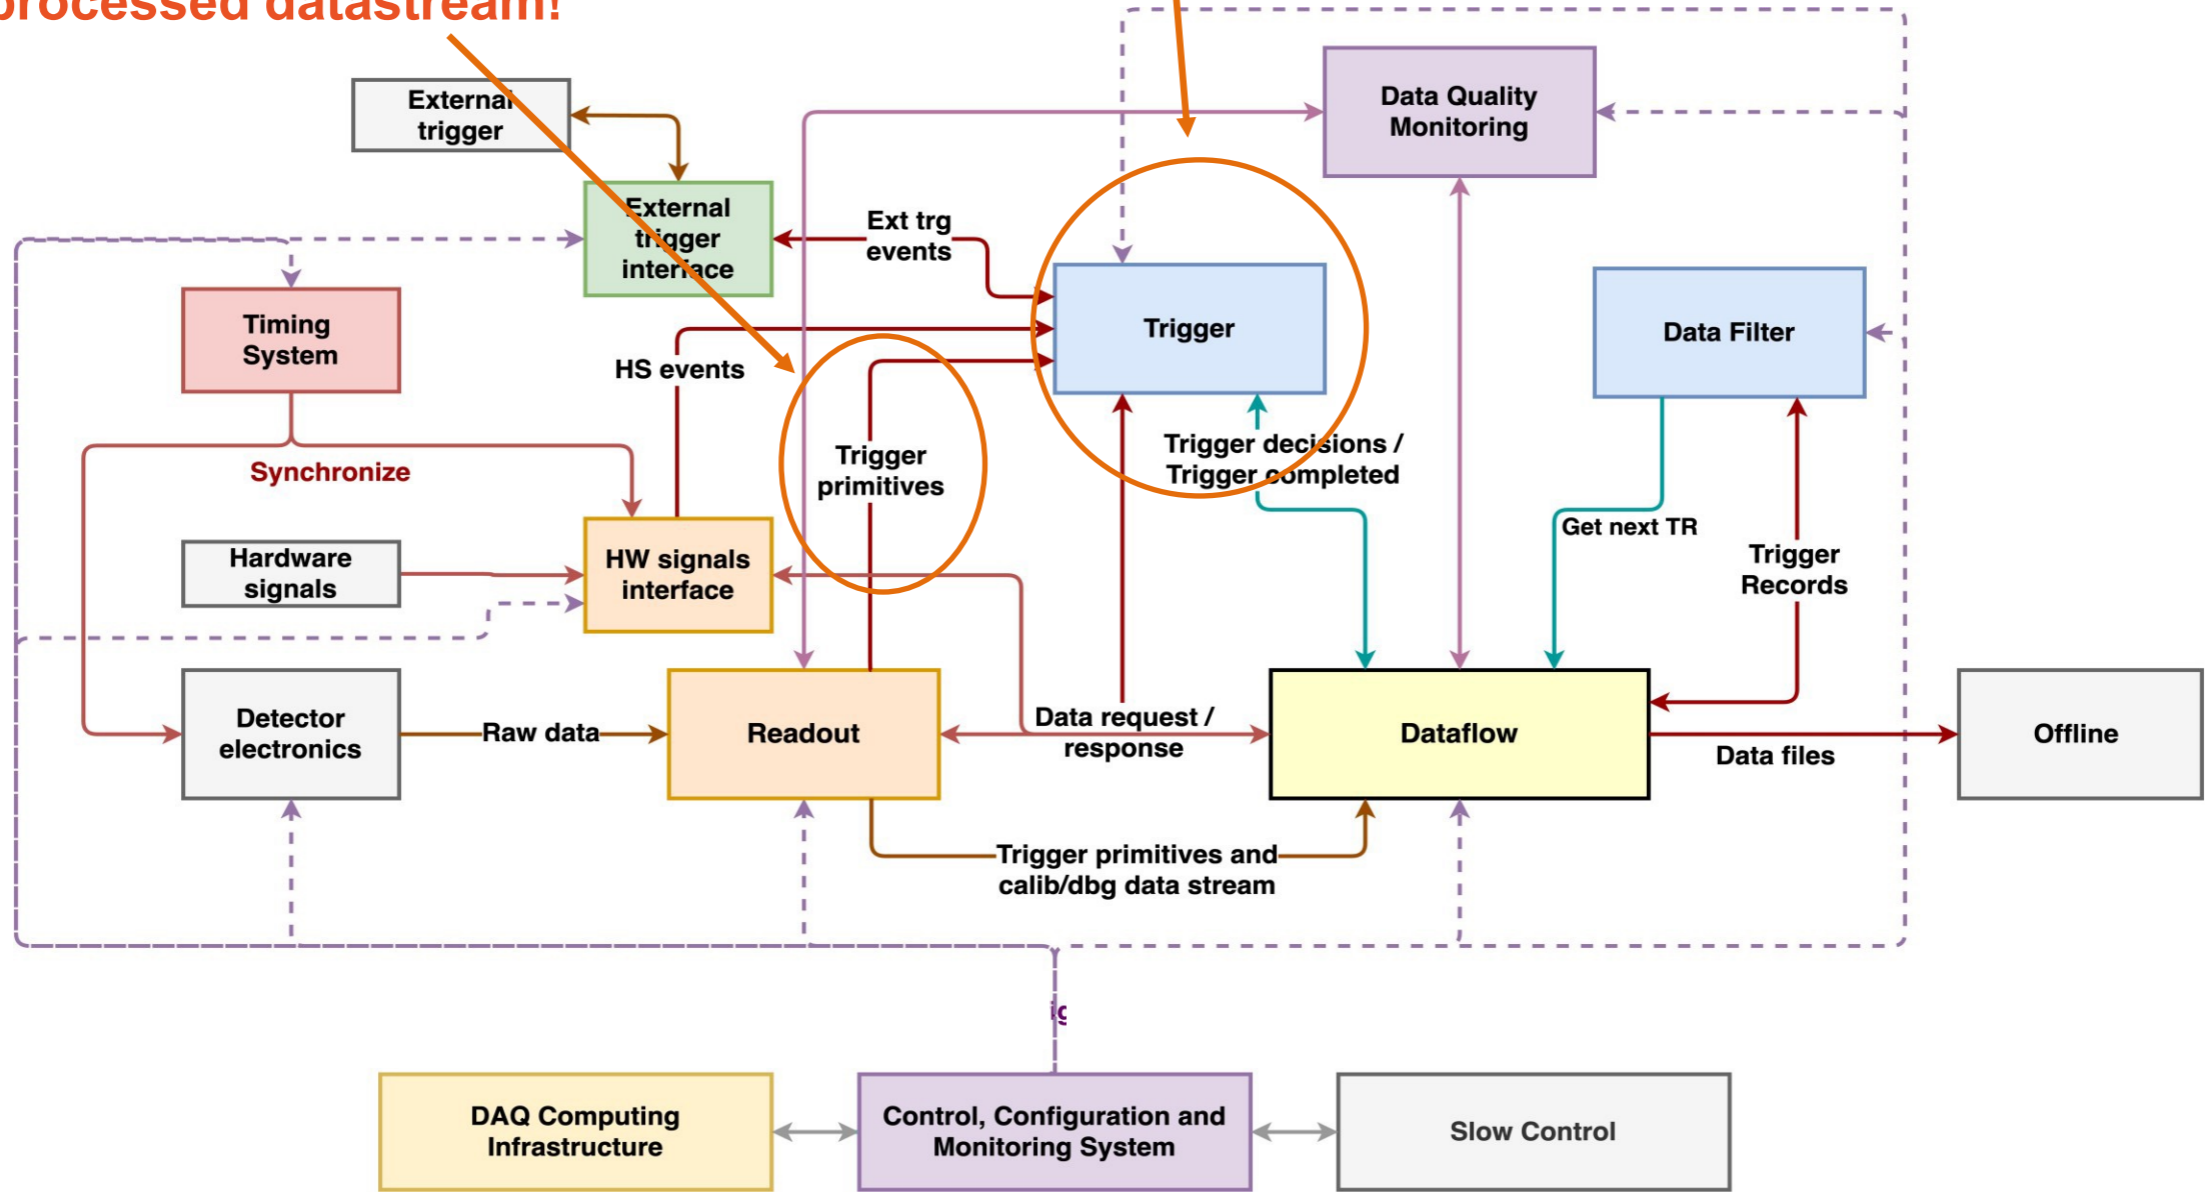 processed datastream!
External
trigger
Data Quality
Monitoring
External
trigger
interface
Ext trg
events
Timing
System
Trigger
Data Filter
HS events
Synchronize
Trigger
primitives
Trigger decisions /
Trigger completed
Get next TR
Hardware
signals
HW signals
interface
Trigger
Records
Detector
electronics
Raw data
Readout
Data request /
response
Dataflow
Data files
Offline
Trigger primitives and
calib/dbg data stream
DAQ Computing
Infrastructure
Control, Configuration and
Monitoring System
Slow Control